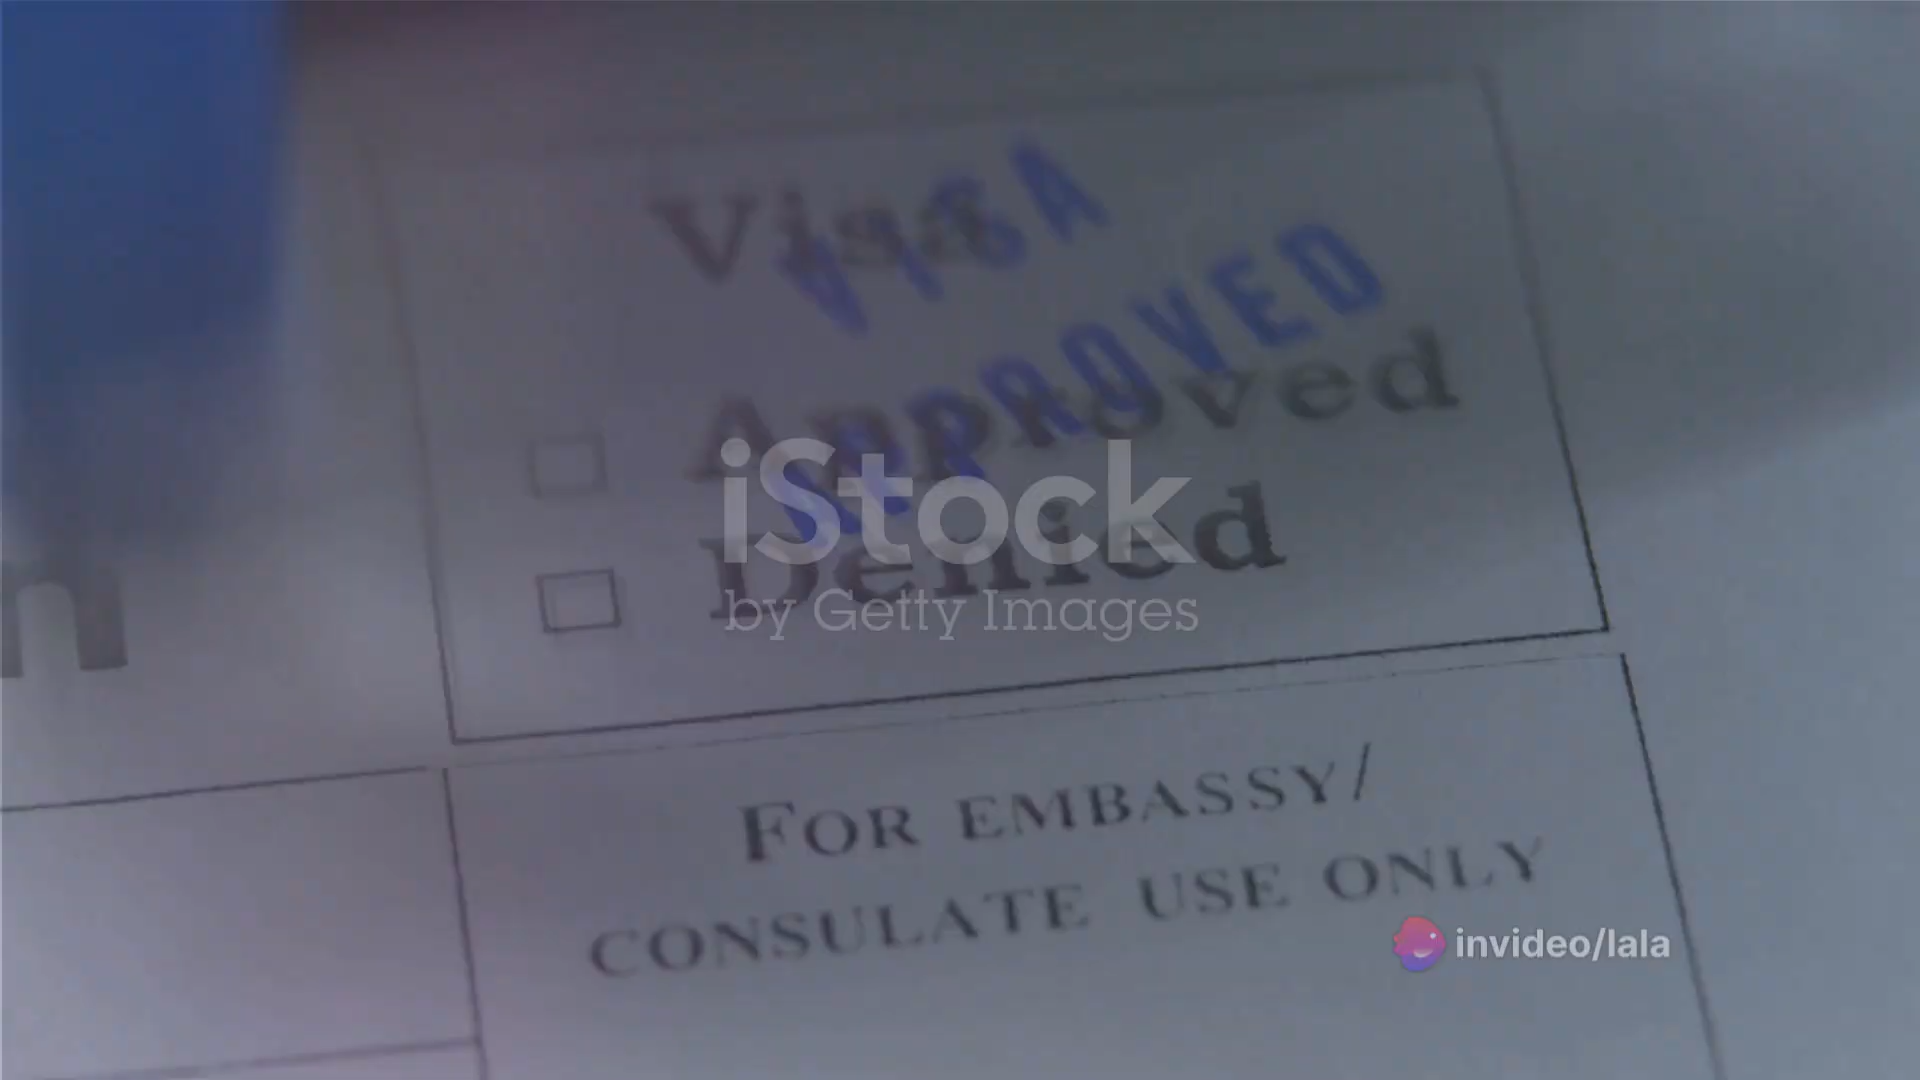 Visa
VISA
APPROVED
Approved
Denied
iStock
by Getty Images
n
FOR EMBASSY/
CONSULATE USE ONLY
invideo/lala